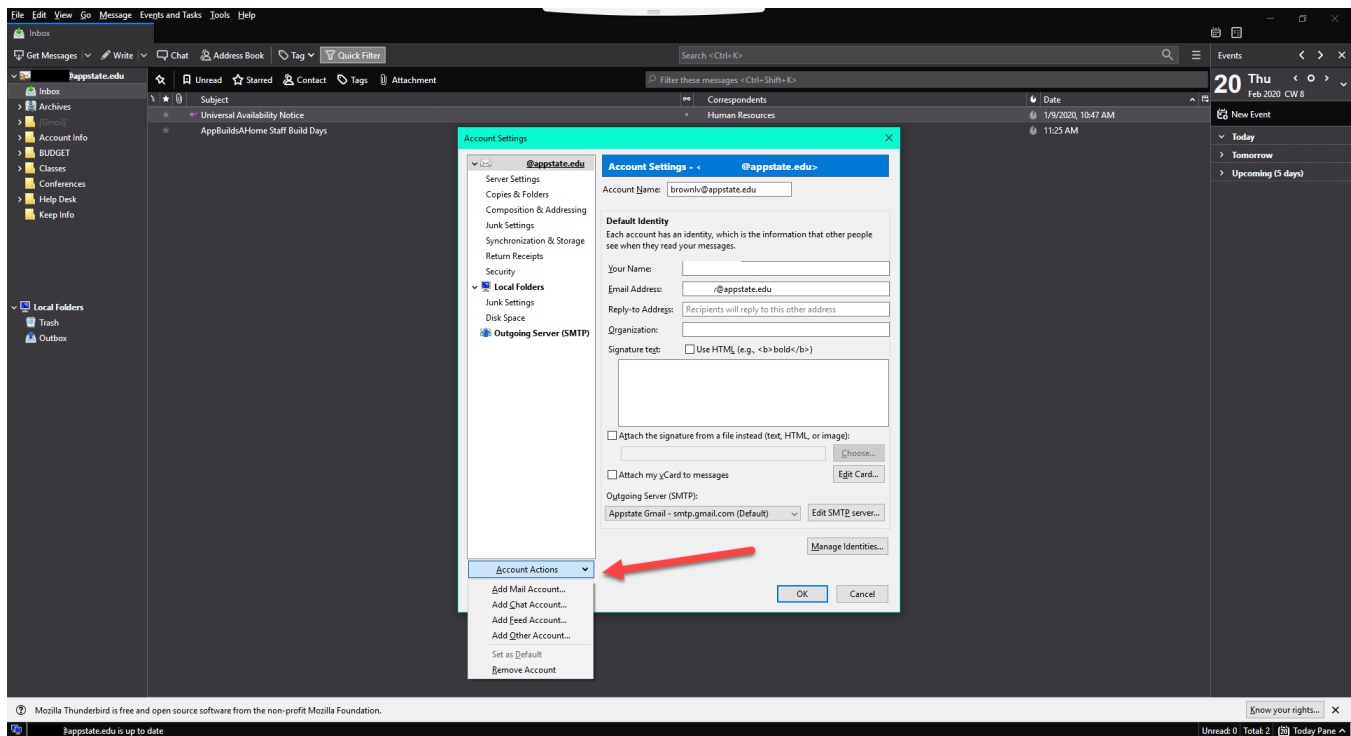 File Edit View Go Message Events and Tasks Tools Help
Inbox
Get Messages Write Chat Address Book Tag Quick Filter Search <Ctrl+K> Events
@appstate.edu Unread Starred Contact Tags Attachment Filter these messages <Ctrl+Shift+K> 20 Thu
Feb 2020 CW 8
Inbox Subject Correspondents Date
Archives Universal Availability Notice Human Resources 1/9/2020, 10:47 AM New Event
[Gmail] AppBuildsAHome Staff Build Days 11:25 AM
Account Info
BUDGET
Classes
Conferences
Help Desk
Keep Info
Local Folders
Trash
Outbox
Today
Tomorrow
Upcoming (5 days)
Account Settings
@appstate.edu
Server Settings
Copies & Folders
Composition & Addressing
Junk Settings
Synchronization & Storage
Return Receipts
Security
Local Folders
Junk Settings
Disk Space
Outgoing Server (SMTP)
Account Settings - < @appstate.edu>
Account Name: brownlv@appstate.edu
Default Identity
Each account has an identity, which is the information that other people
see when they read your messages.
Your Name:
Email Address: @appstate.edu
Reply-to Address: Recipients will reply to this other address
Organization:
Signature text: Use HTML (e.g., <b>bold</b>)
Attach the signature from a file instead (text, HTML, or image):
Choose...
Attach my vCard to messages Edit Card...
Outgoing Server (SMTP):
Appstate Gmail - smtp.gmail.com (Default) Edit SMTP server...
Manage Identities...
OK Cancel
Account Actions
Add Mail Account...
Add Chat Account...
Add Feed Account...
Add Other Account...
Set as Default
Remove Account
Mozilla Thunderbird is free and open source software from the non-profit Mozilla Foundation. Know your rights...
@appstate.edu is up to date Unread: 0 Total: 2 20 Today Pane